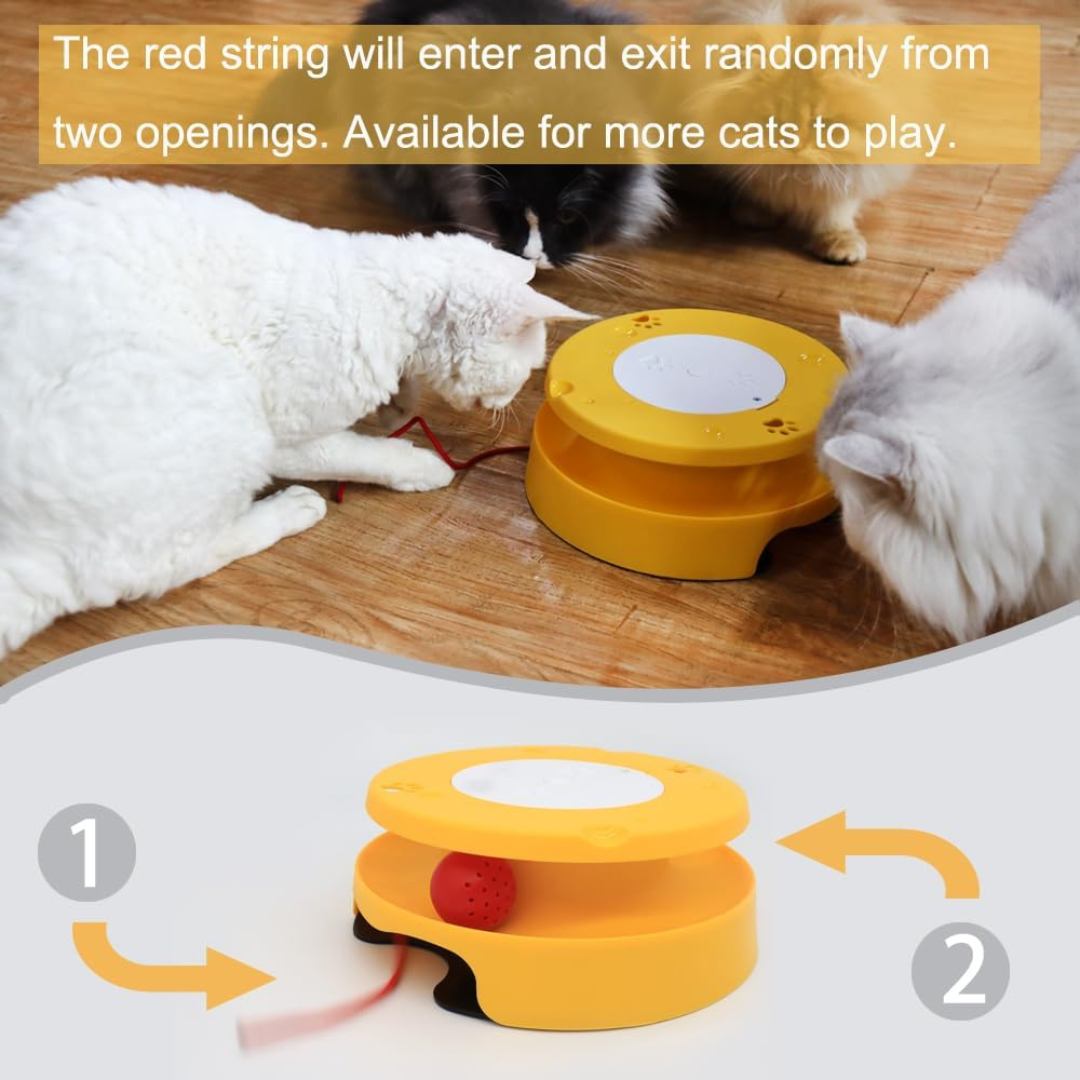 The red string will enter and exit randomly from
two openings. Available for more cats to play.
1
2